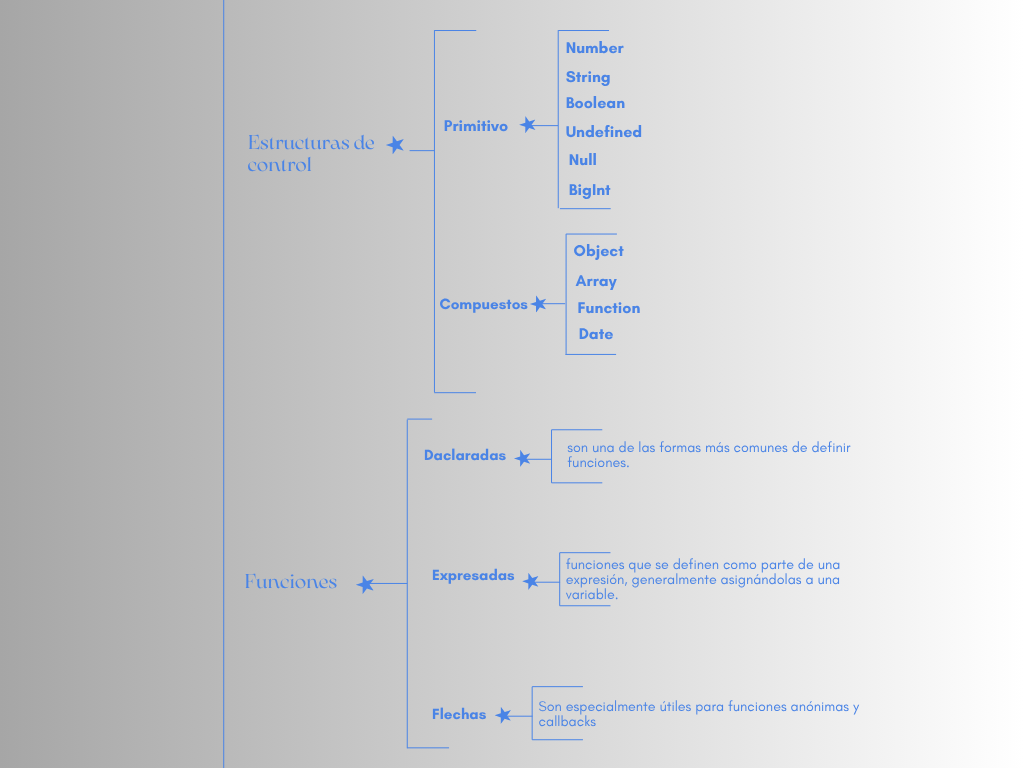 Estructuras de
control
Primitivo
Number
String
Boolean
Undefined
Null
BigInt
Compuestos
Object
Array
Function
Date
Funciones
Daclaradas
son una de las formas más comunes de definir
funciones.
Expresadas
funciones que se definen como parte de una
expresión, generalmente asignándolas a una
variable.
Flechas
Son especialmente útiles para funciones anónimas y
callbacks